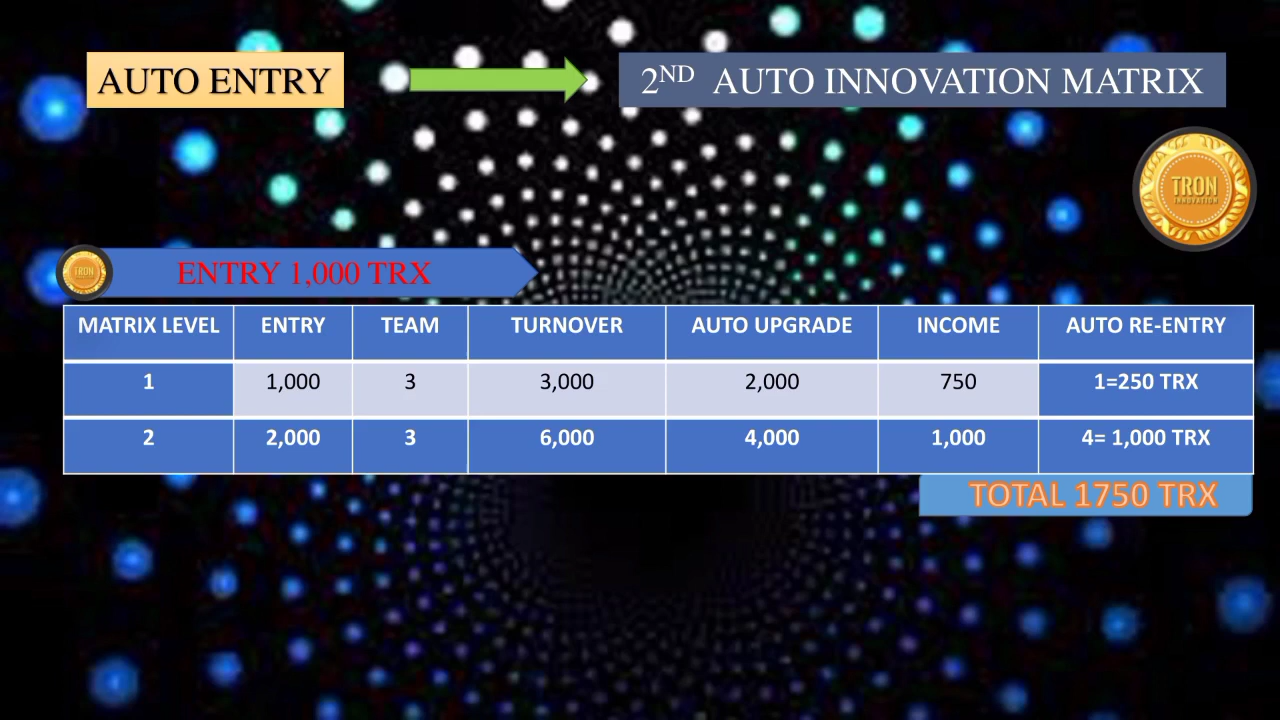 AUTO ENTRY
2ND AUTO INNOVATION MATRIX
TRON
INNOVATION
TRON
ENTRY 1,000 TRX
MATRIX LEVEL ENTRY TEAM TURNOVER AUTO UPGRADE INCOME AUTO RE-ENTRY
1 1,000 3 3,000 2,000 750 1=250 TRX
2 2,000 3 6,000 4,000 1,000 4= 1,000 TRX
TOTAL 1750 TRX